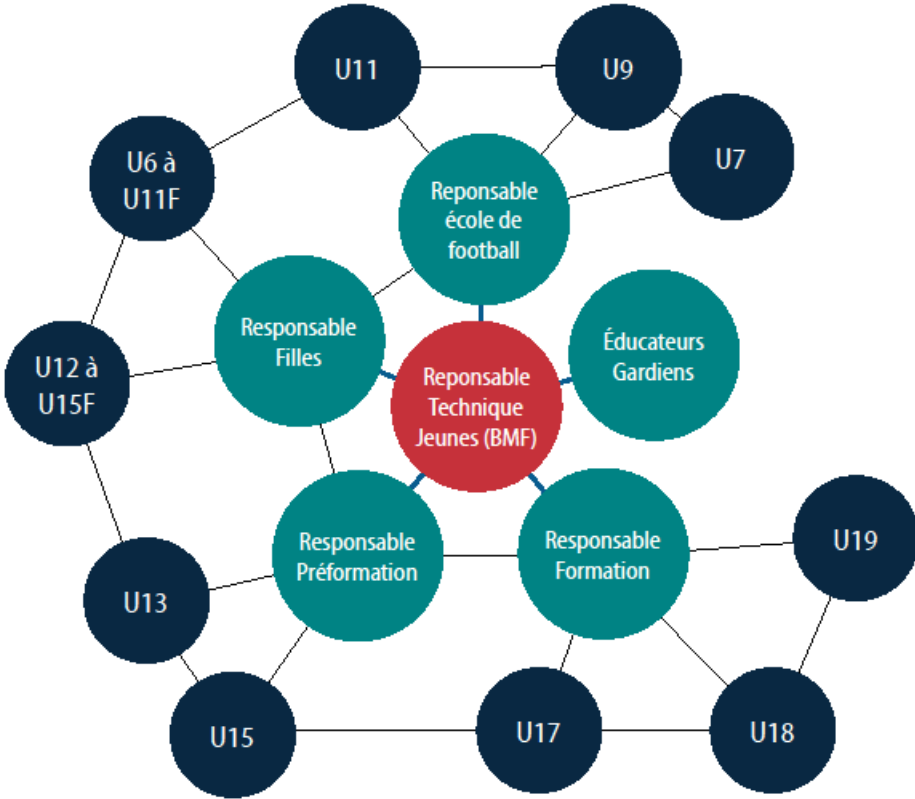 U11
U9
U7
U6 à
U11F
Reponsable
école de
football
Responsable
Filles
Éducateurs
Gardiens
U12 à
U15F
Reponsable
Technique
Jeunes (BMF)
Responsable
Préformation
Responsable
Formation
U19
U13
U15
U17
U18